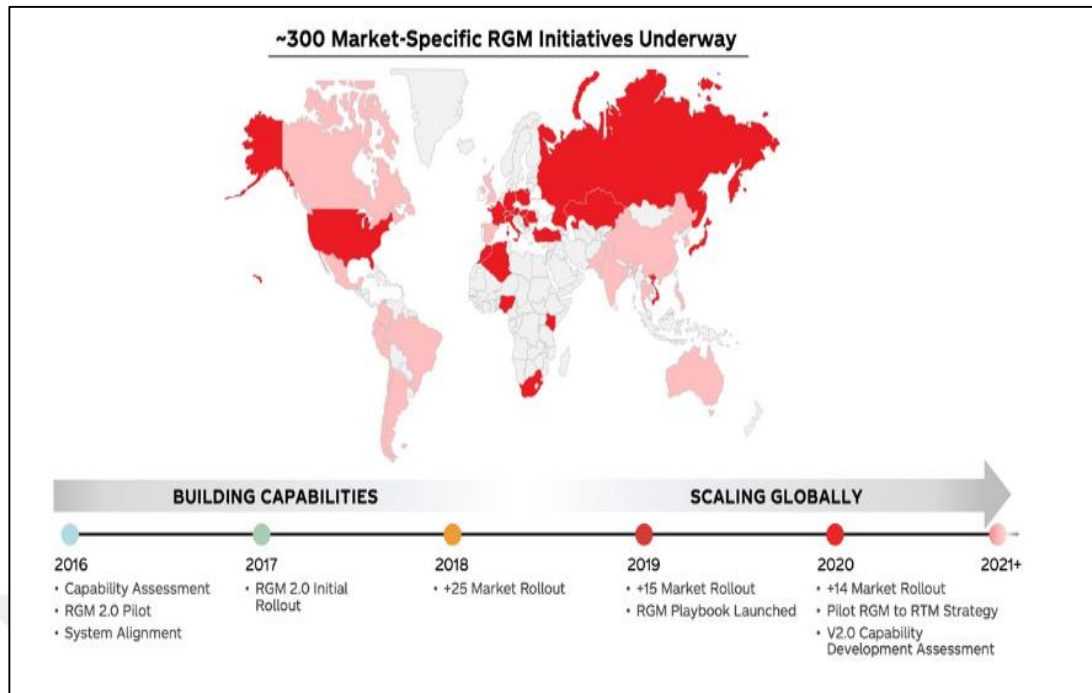 ~300 Market-Specific RGM Initiatives Underway
BUILDING CAPABILITIES
SCALING GLOBALLY
2016
• Capability Assessment
• RGM 2.0 Pilot
• System Alignment
2017
• RGM 2.0 Initial
Rollout
2018
• +25 Market Rollout
2019
• +15 Market Rollout
• RGM Playbook Launched
2020
• +14 Market Rollout
• Pilot RGM to RTM Strategy
• V2.0 Capability
Development Assessment
2021+